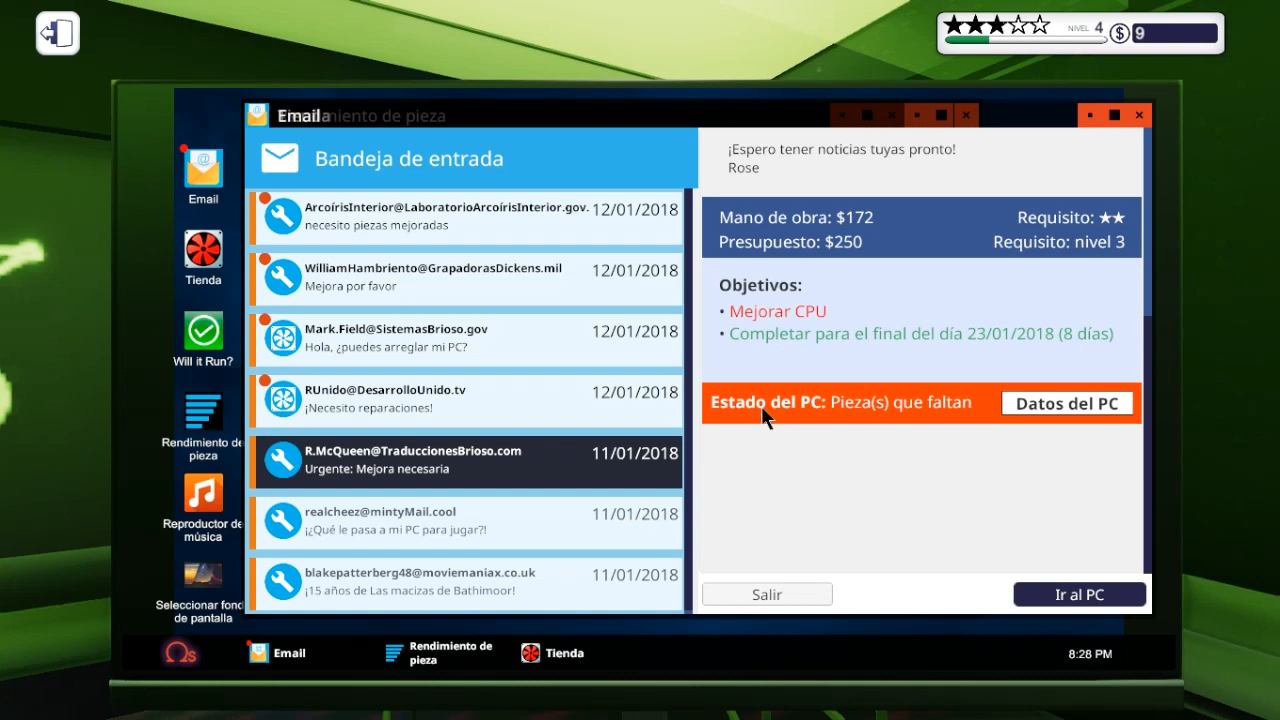 NIVEL 4
$ 9
Email
Rendimiento de pieza
Bandeja de entrada
ArcoírisInterior@LaboratorioArcoírisInterior.gov. 12/01/2018
necesito piezas mejoradas
WilliamHambriento@GrapadorasDickens.mil 12/01/2018
Mejora por favor
Mark.Field@SistemasBrioso.gov 12/01/2018
Hola, ¿puedes arreglar mi PC?
RUnido@DesarrolloUnido.tv 12/01/2018
¡Necesito reparaciones!
R.McQueen@TraduccionesBrioso.com 11/01/2018
Urgente: Mejora necesaria
realcheez@mintyMail.cool 11/01/2018
¡¿Qué le pasa a mi PC para jugar?!
blakepatterberg48@moviemaniax.co.uk 11/01/2018
¡15 años de Las macizas de Bathimoor!
¡Espero tener noticias tuyas pronto!
Rose
Mano de obra: $172
Requisito: ★★
Presupuesto: $250
Requisito: nivel 3
Objetivos:
• Mejorar CPU
• Completar para el final del día 23/01/2018 (8 días)
Estado del PC: Pieza(s) que faltan
Datos del PC
Salir
Ir al PC
Email
Tienda
Will it Run?
Rendimiento de
pieza
Reproductor de
música
Seleccionar fond
de pantalla
Ωs
Email
Rendimiento de
pieza
Tienda
8:28 PM